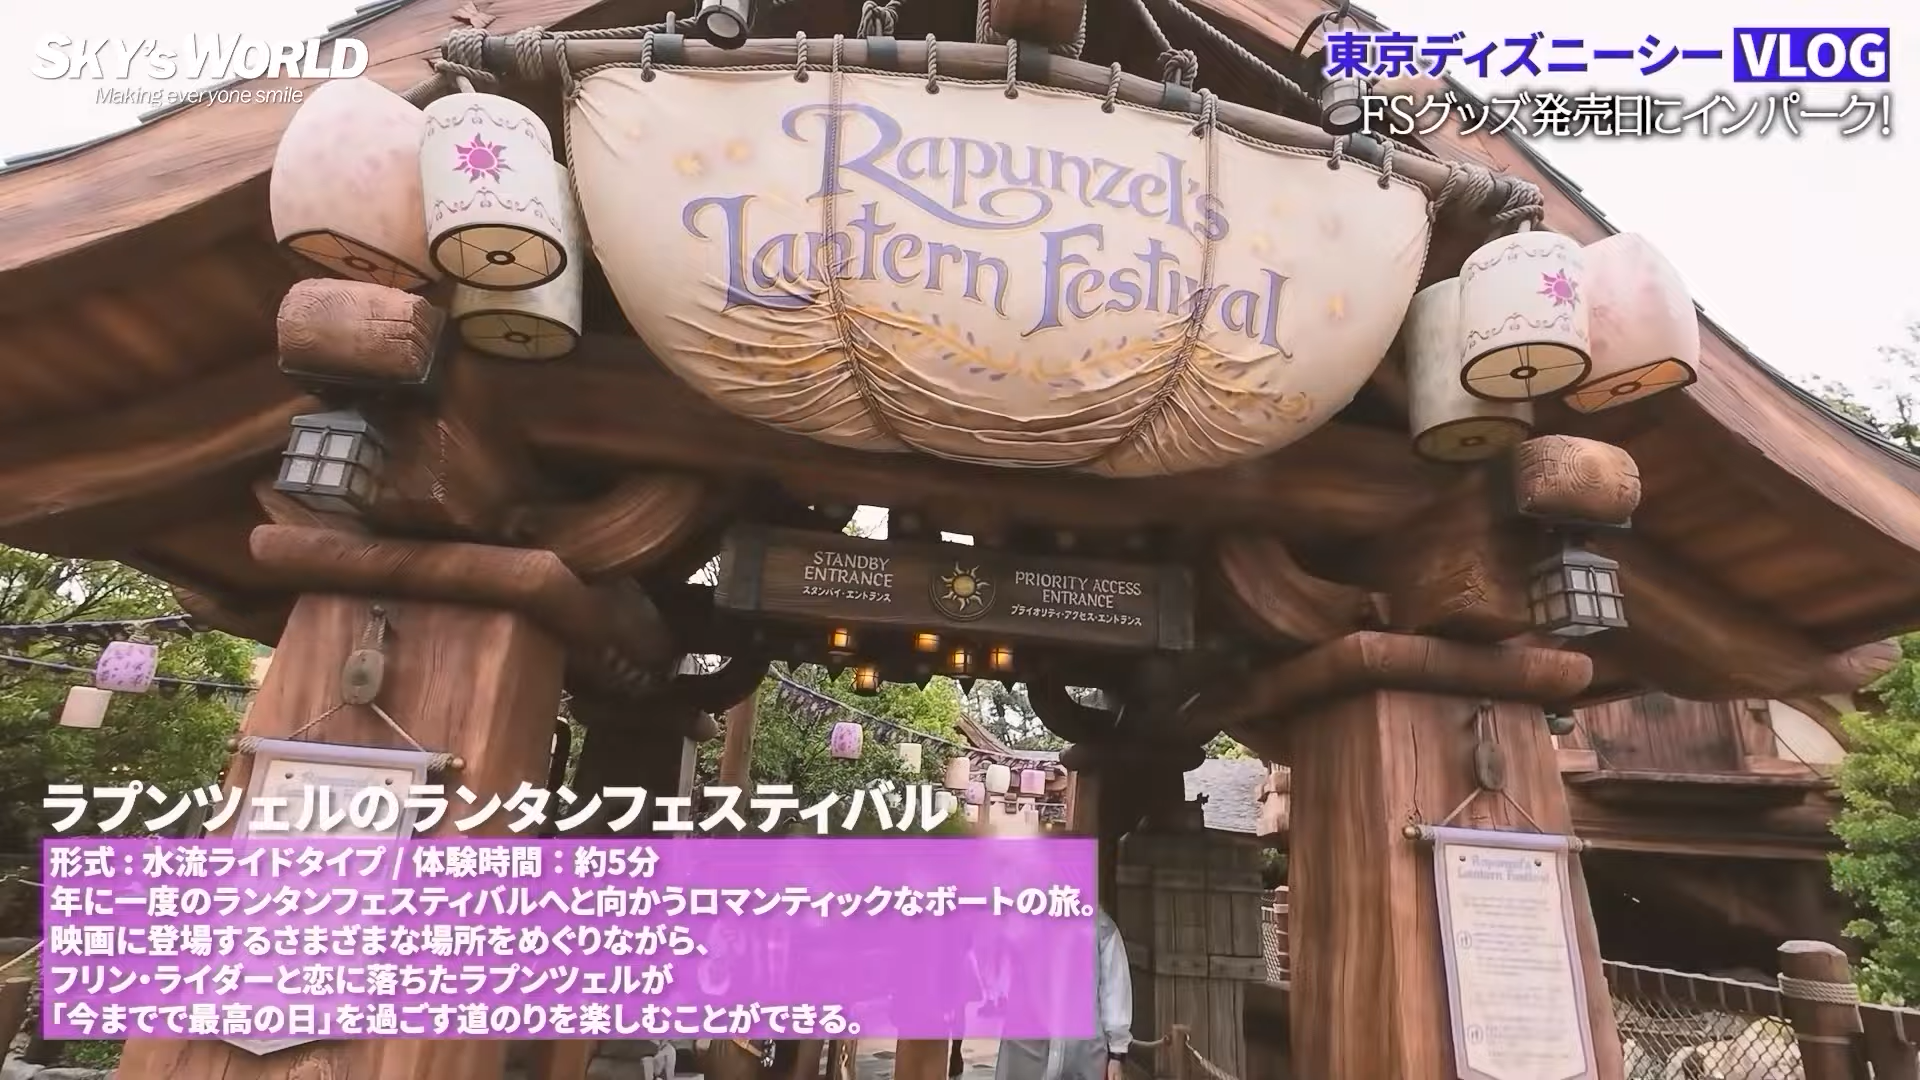 SKY's WORLD
Making everyone smile
東京ディズニーシー VLOG
FSグッズ発売日にインパーク!
Rapunzel's
Lantern Festival
STANDBY
ENTRANCE
スタンバイ・エントランス
PRIORITY ACCESS
ENTRANCE
プライオリティ・アクセス・エントランス
Rapunzel's
Lantern Festival
ラプンツェルのランタンフェスティバル
形式：水流ライドタイプ / 体験時間：約5分
年に一度のランタンフェスティバルへと向かうロマンティックなボートの旅。
映画に登場するさまざまな場所をめぐりながら、
フリン・ライダーと恋に落ちたラプンツェルが
「今までで最高の日」を過ごす道のりを楽しむことができる。